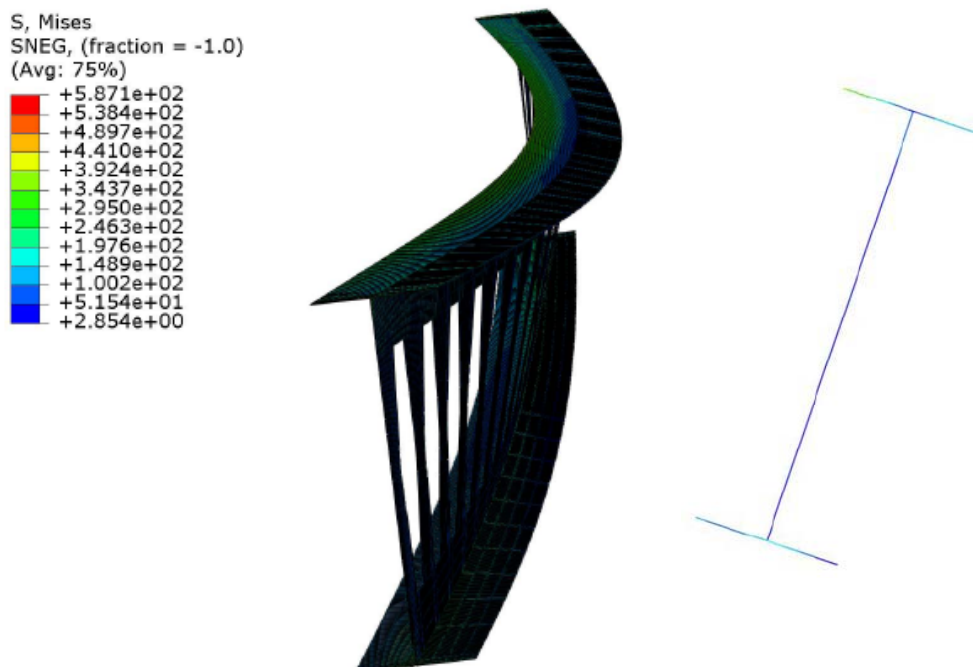 S, Mises
SNEG, (fraction = -1.0)
(Avg: 75%)
+5.871e+02
+5.384e+02
+4.897e+02
+4.410e+02
+3.924e+02
+3.437e+02
+2.950e+02
+2.463e+02
+1.976e+02
+1.489e+02
+1.002e+02
+5.154e+01
+2.854e+00